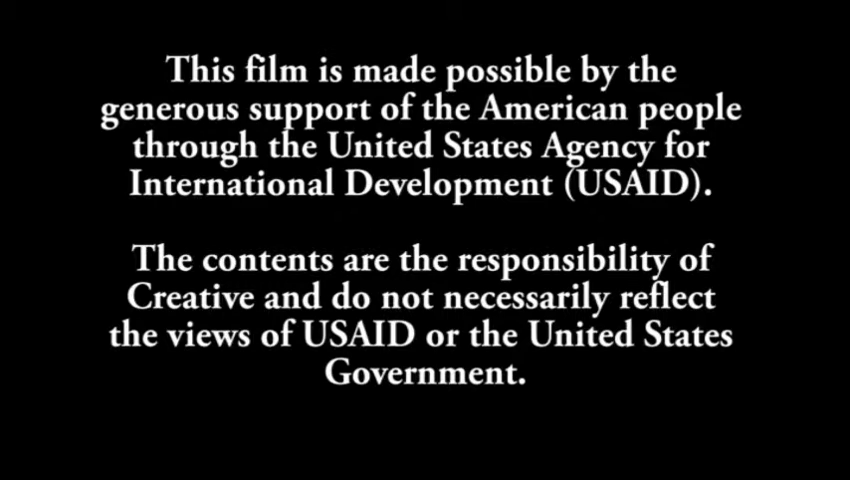 This film is made possible by the
generous support of the American people
through the United States Agency for
International Development (USAID).
The contents are the responsibility of
Creative and do not necessarily reflect
the views of USAID or the United States
Government.